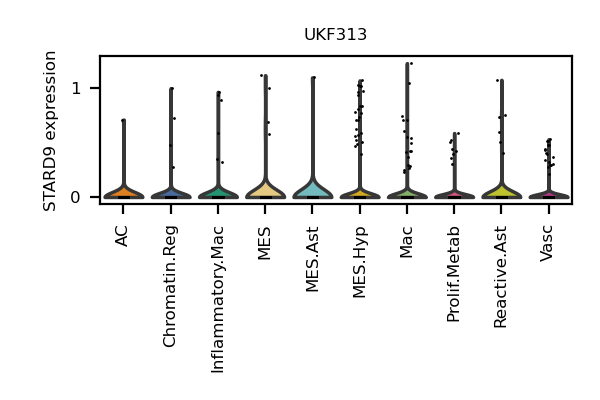 UKF313
STARD9 expression
1
0
AC
Chromatin.Reg
Inflammatory.Mac
MES
MES.Ast
MES.Hyp
Mac
Prolif.Metab
Reactive.Ast
Vasc